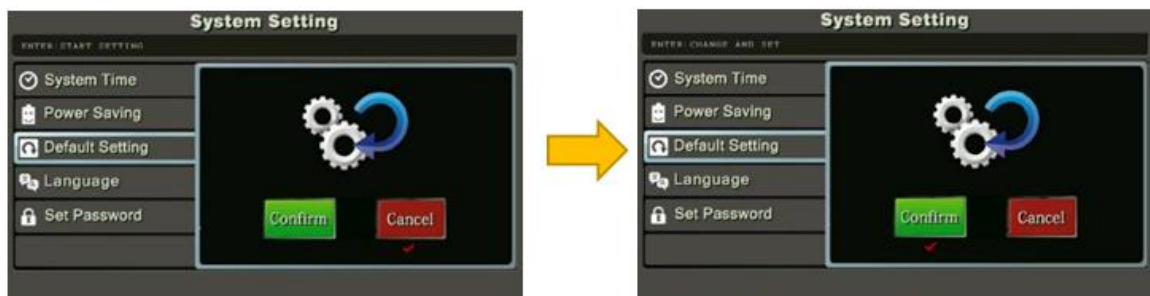 System Setting
ENTER:START SETTING
System Time
Power Saving
Default Setting
Language
Set Password
Confirm
Cancel
System Setting
ENTER:CHANGE AND SET
System Time
Power Saving
Default Setting
Language
Set Password
Confirm
Cancel